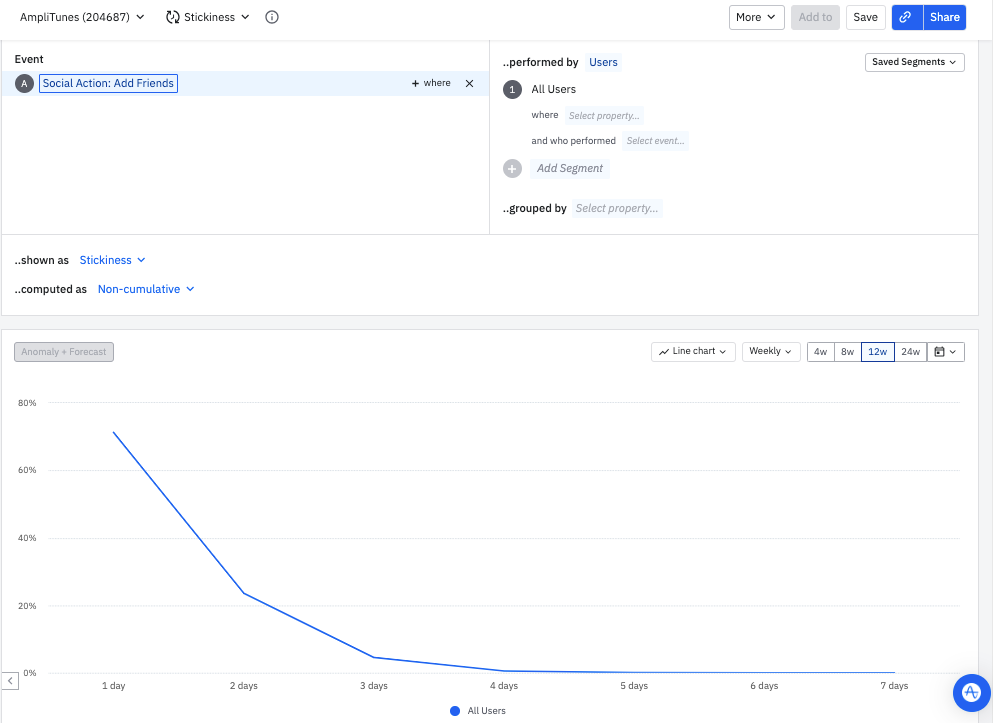 AmpliTunes (204687) Stickiness More Add to Save Share
Event
A Social Action: Add Friends + where
..performed by Users Saved Segments
1 All Users
where Select property...
and who performed Select event...
Add Segment
..grouped by Select property...
..shown as Stickiness
..computed as Non-cumulative
Anomaly + Forecast Line chart Weekly 4w 8w 12w 24w
80%
60%
40%
20%
0%
1 day 2 days 3 days 4 days 5 days 6 days 7 days
All Users